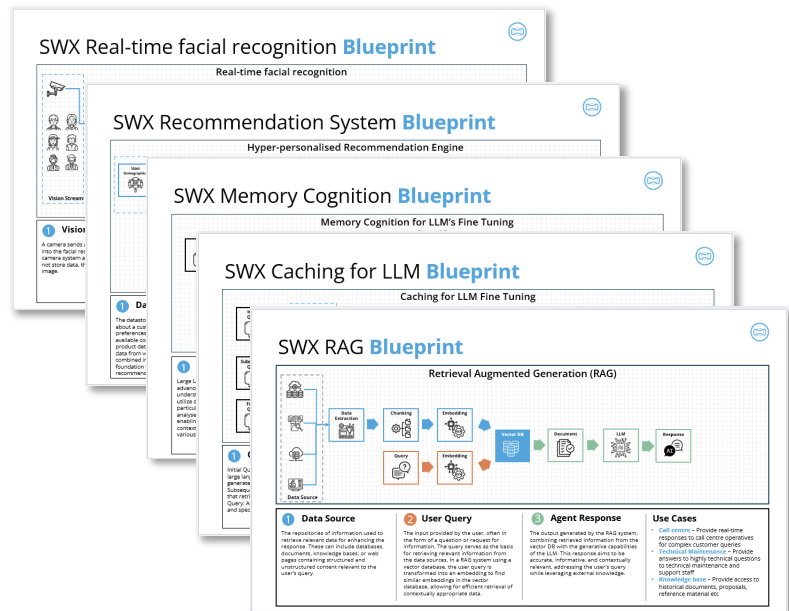 SWX Real-time facial recognition Blueprint
Real-time facial recognition
Vision Stream
1 Vision
A camera sends
into the facial rec
camera system a
not store data, th
image.
SWX Recommendation System Blueprint
Hyper-personalised Recommendation Engine
User
Demographic
1 Da
The datasto
about a cus
preferences
available co
product det
data from w
combined i
foundation
recommend
SWX Memory Cognition Blueprint
Memory Cognition for LLM's Fine Tuning
1
Large L
advanc
underst
utilize c
particul
analyse
enablin
context
various
SWX Caching for LLM Blueprint
Caching for LLM Fine Tuning
1
Initial Qu
large lan
generate
Subsequ
that retri
Query: A
and spec
SWX RAG Blueprint
Retrieval Augmented Generation (RAG)
Data Source
Data
Extraction
Chunking
Embedding
Query
Embedding
Vector DB
Document
LLM
Response
AI
1 Data Source
The repositories of information used to
retrieve relevant data for enhancing the
response. These can include databases,
documents, knowledge bases, or web
pages containing structured and
unstructured content relevant to the
user's query.
2 User Query
The input provided by the user, often in
the form of a question or request for
information. The query serves as the basis
for retrieving relevant information from
the data sources. In a RAG system using a
vector database, the user query is
transformed into an embedding to find
similar embeddings in the vector
database, allowing for efficient retrieval of
contextually appropriate data.
3 Agent Response
The output generated by the RAG system,
combining retrieved information from the
vector DB with the generative capabilities
of the LLM. This response aims to be
accurate, informative, and contextually
relevant, addressing the user's query
while leveraging external knowledge.
Use Cases
• Call centre – Provide real-time
responses to call centre operatives
for complex customer queries
• Technical Maintenance – Provide
answers to highly technical questions
to technical maintenance and
support staff
• Knowledge base – Provide access to
historical documents, proposals,
reference material etc